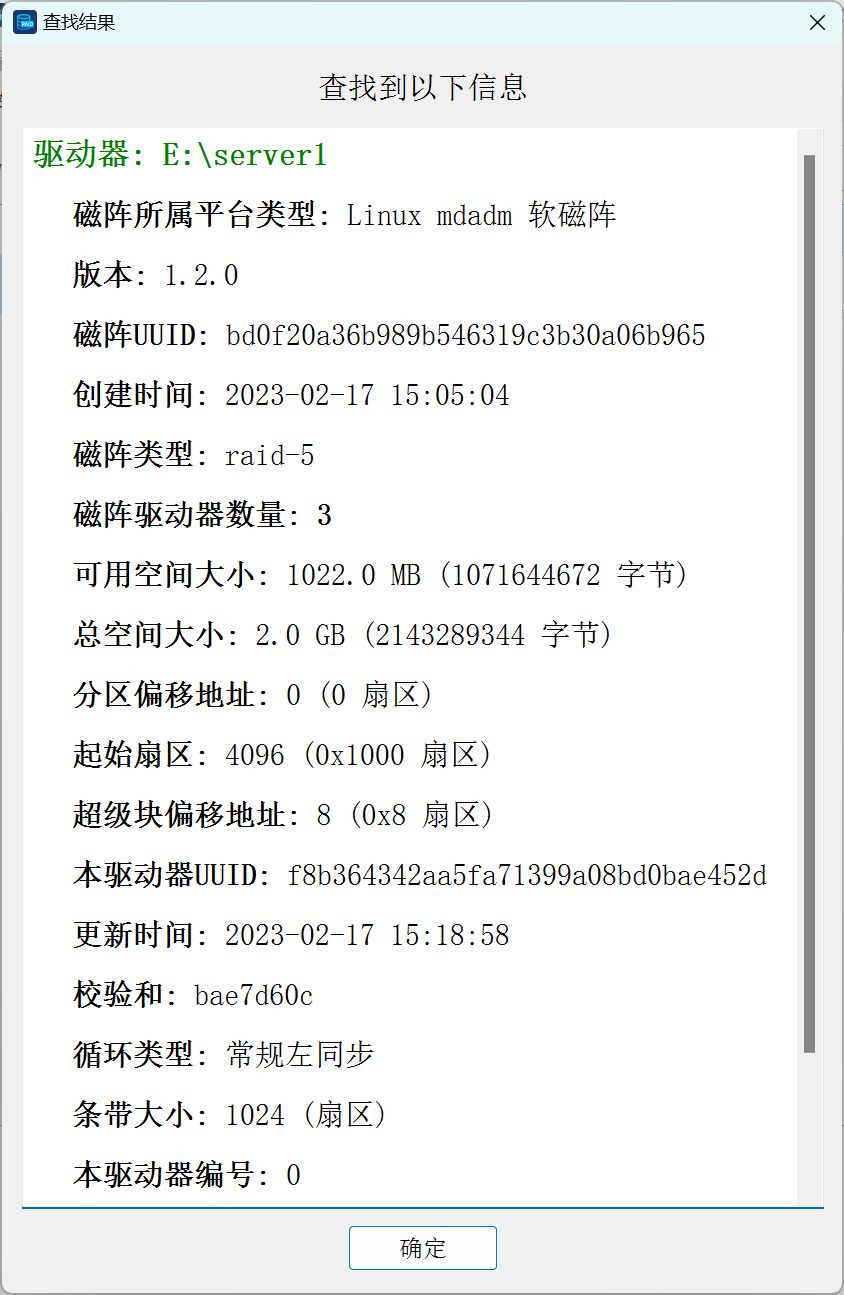 查找结果
查找到以下信息
驱动器: E:\server1
磁阵所属平台类型: Linux mdadm 软磁阵
版本: 1.2.0
磁阵UUID: bd0f20a36b989b546319c3b30a06b965
创建时间: 2023-02-17 15:05:04
磁阵类型: raid-5
磁阵驱动器数量: 3
可用空间大小: 1022.0 MB (1071644672 字节)
总空间大小: 2.0 GB (2143289344 字节)
分区偏移地址: 0 (0 扇区)
起始扇区: 4096 (0x1000 扇区)
超级块偏移地址: 8 (0x8 扇区)
本驱动器UUID: f8b364342aa5fa71399a08bd0bae452d
更新时间: 2023-02-17 15:18:58
校验和: bae7d60c
循环类型: 常规左同步
条带大小: 1024 (扇区)
本驱动器编号: 0
确定